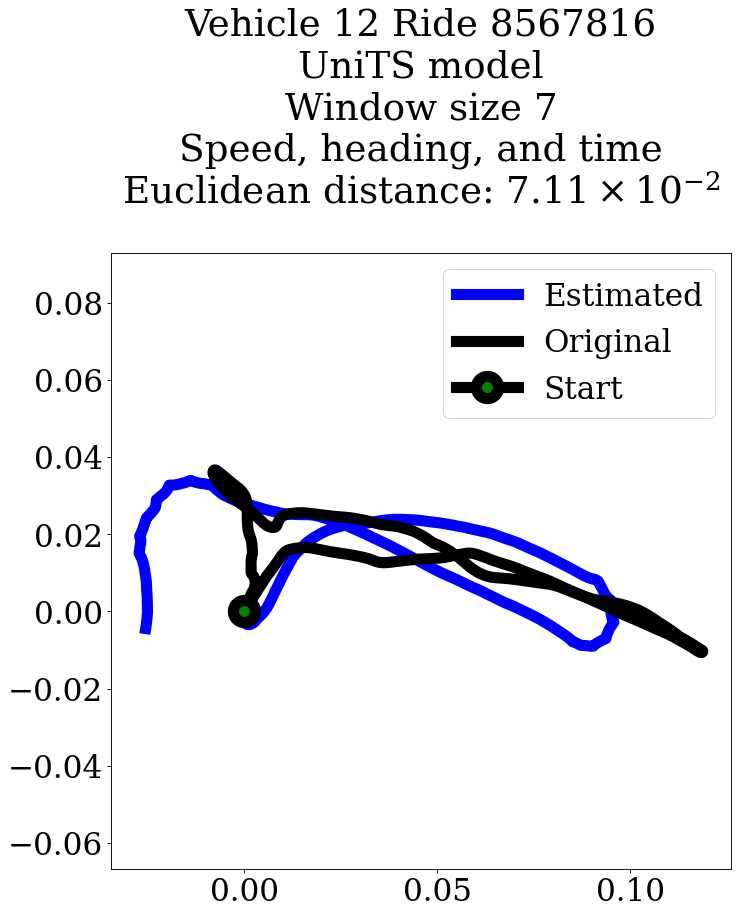 Vehicle 12 Ride 8567816
UniTS model
Window size 7
Speed, heading, and time
Euclidean distance: 7.11 × 10⁻²
Estimated
Original
Start
0.08
0.06
0.04
0.02
0.00
−0.02
−0.04
−0.06
0.00 0.05 0.10